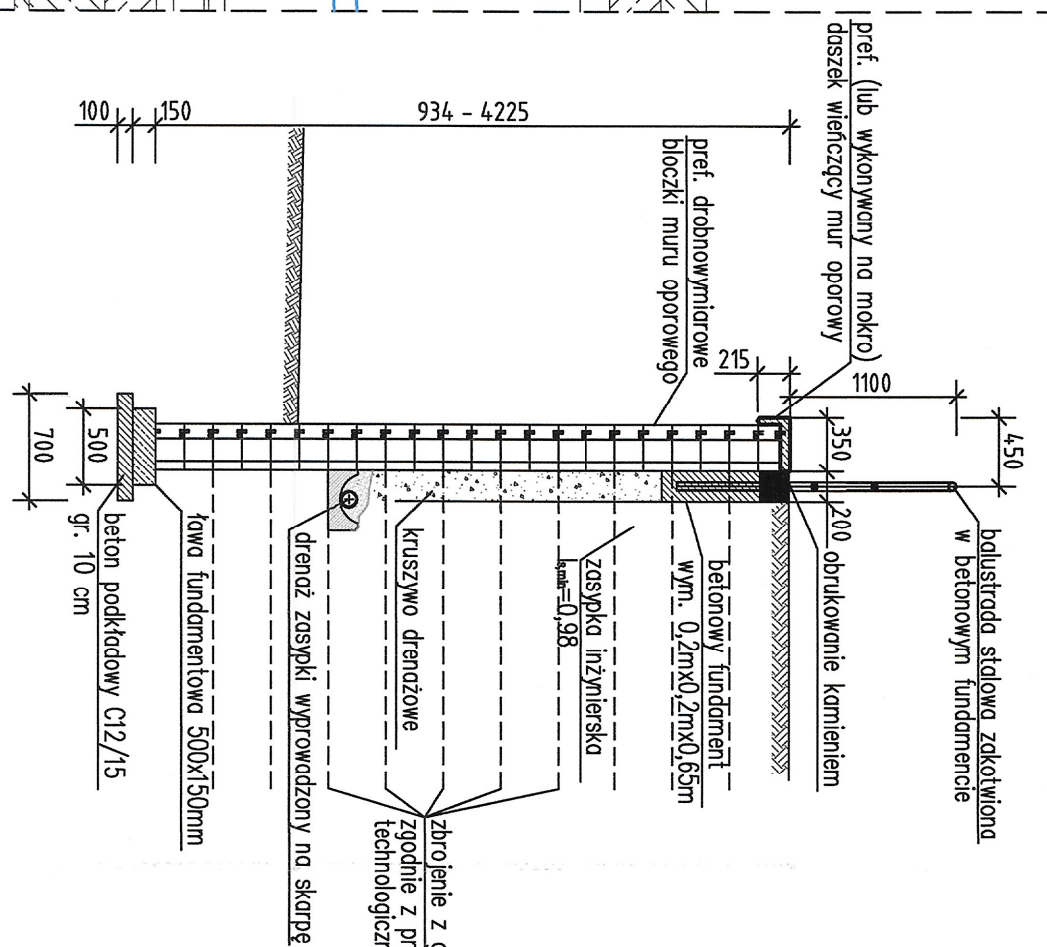 pref. (lub wykonywany na mokro)
daszek wieńczący mur oporowy
934 - 4225
150
100
pref. drobnowymiarowe
bloczki muru oporowego
215
1100
450
350
200
700
500
balustrada stalowa zakotwiona
w betonowym fundamencie
obrukowanie kamieniem
betonowy fundament
wym. 0,2mx0,2mx0,65m
zasypka inżynierska
Is,min=0,98
kruszywo drenażowe
drenaż zasypki wyprowadzony na skarpę
ława fundamentowa 500x150mm
beton podkładowy C12/15
gr. 10 cm
zbrojenie z
zgodnie z pr
technologiczn